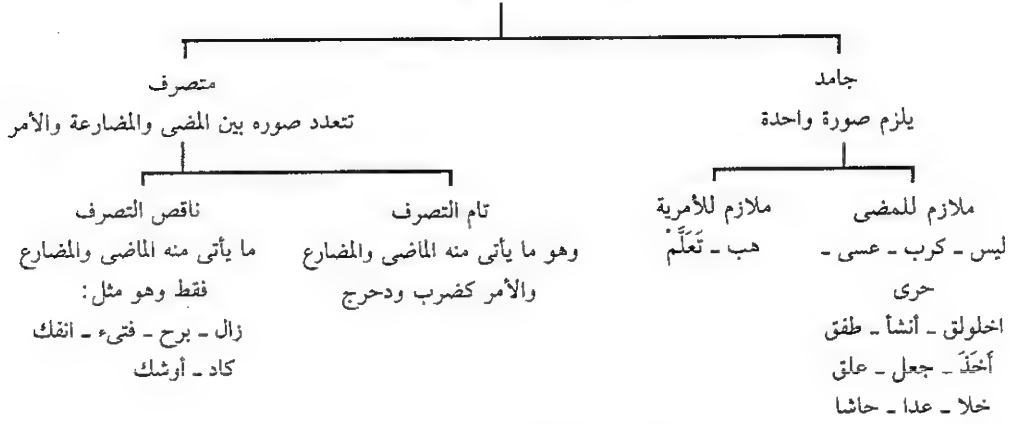 جامد
يلزم صورة واحدة
ملازم للمضى
ليس ـ كرب ـ عسى ـ
حرى
اخلولق ـ أنشأ ـ طفق
أَخَذَ ـ جعل ـ علق
خلا ـ عدا ـ حاشا
ملازم للأمرية
هب ـ تَعَلَّمْ
متصرف
تتعدد صوره بين المضى والمضارعة والأمر
تام التصرف
وهو ما يأتى منه الماضى والمضارع
والأمر كضرب ودحرج
ناقص التصرف
ما يأتى منه الماضى والمضارع
فقط وهو مثل:
زال ـ برح ـ فتىء ـ انفك
كاد ـ أوشك